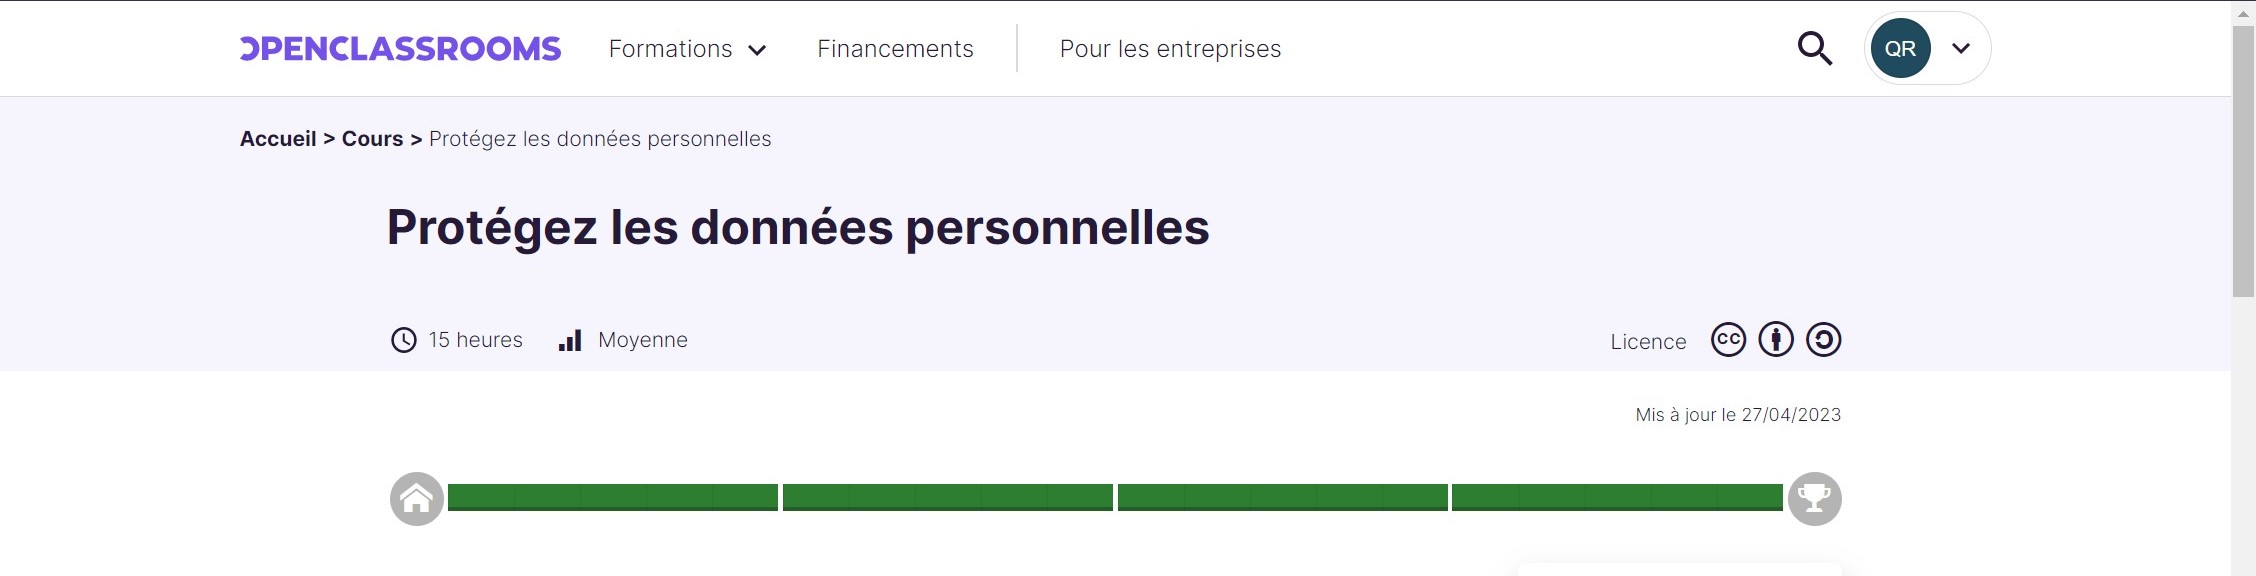 OPENCLASSROOMS Formations Financements Pour les entreprises QR
Accueil > Cours > Protégez les données personnelles
Protégez les données personnelles
15 heures Moyenne Licence CC
Mis à jour le 27/04/2023